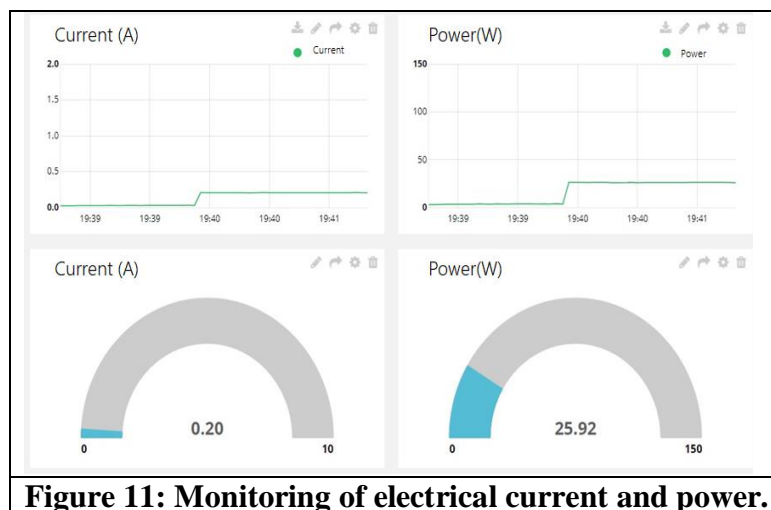 Current (A)
Current
2.0
1.5
1.0
0.5
0.0
19:39 19:39 19:40 19:40 19:41
Power(W)
Power
150
100
50
0
19:39 19:39 19:40 19:40 19:41
Current (A)
0.20
0 10
Power(W)
25.92
0 150
Figure 11: Monitoring of electrical current and power.